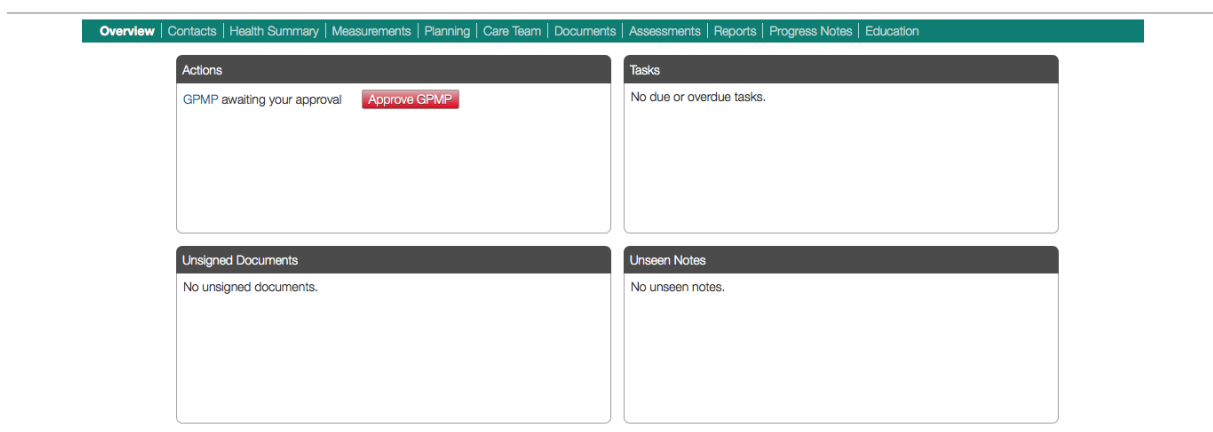 Overview | Contacts | Health Summary | Measurements | Planning | Care Team | Documents | Assessments | Reports | Progress Notes | Education
Actions
GPMP awaiting your approval Approve GPMP
Tasks
No due or overdue tasks.
Unsigned Documents
No unsigned documents.
Unseen Notes
No unseen notes.